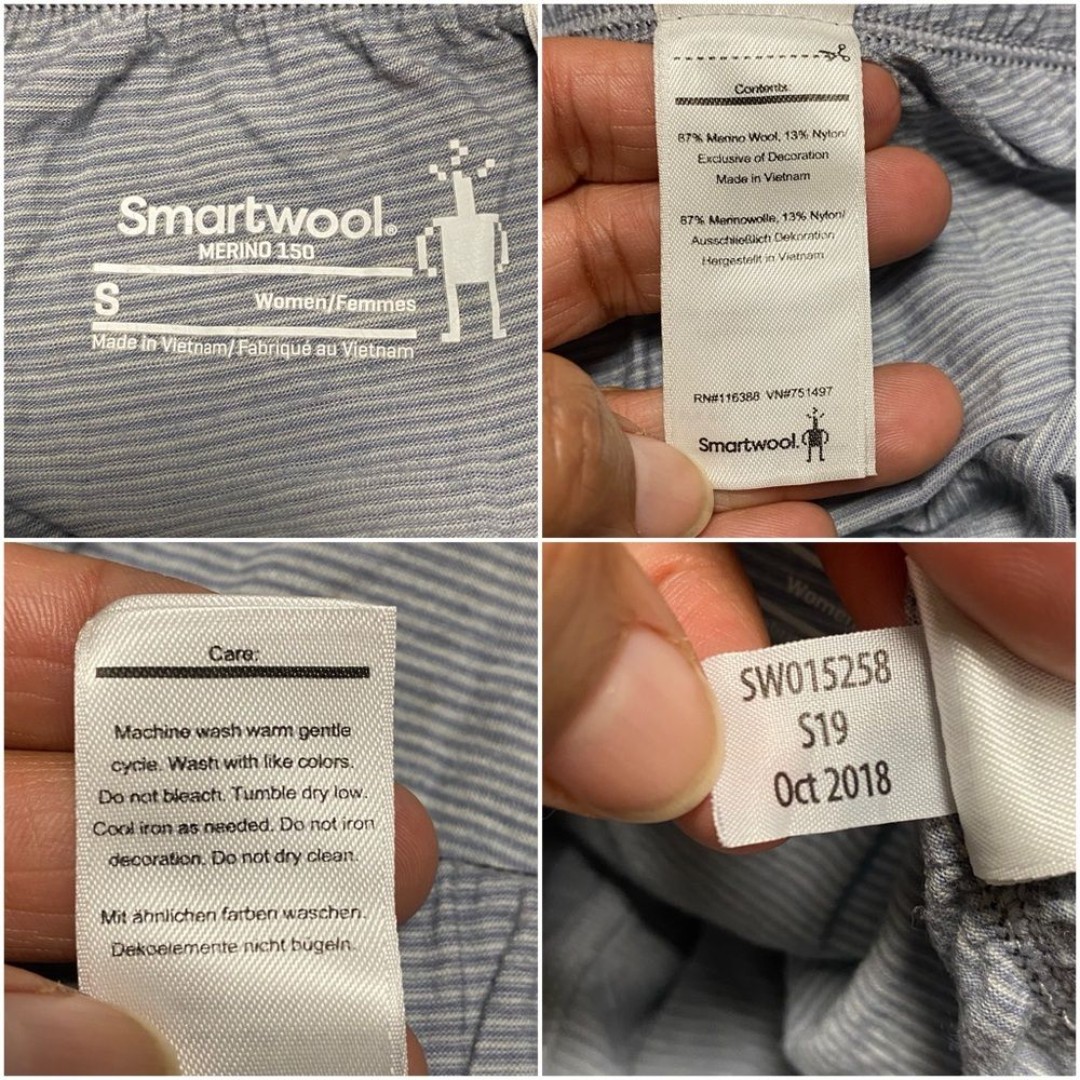 Smartwool®
MERINO 150
S
Women/Femmes
Made in Vietnam/Fabriqué au Vietnam
Contents:
87% Merino Wool, 13% Nylon/
Exclusive of Decoration
Made in Vietnam
87% Merinowolle, 13% Nylon/
Ausschließlich Dekoration
Hergestellt in Vietnam
RN#116388 VN#751497
Smartwool.
Care:
Machine wash warm gentle
cycle. Wash with like colors.
Do not bleach. Tumble dry low.
Cool iron as needed. Do not iron
decoration. Do not dry clean.
Mit ähnlichen farben waschen.
Dekoelemente nicht bügeln.
Wom
SW015258
S19
Oct 2018